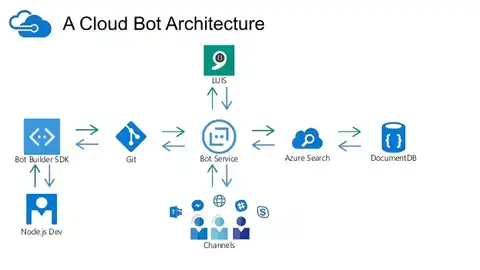 A Cloud Bot Architecture
LUIS
Bot Builder SDK
Git
Bot Service
Azure Search
DocumentDB
Node.js Dev
Channels